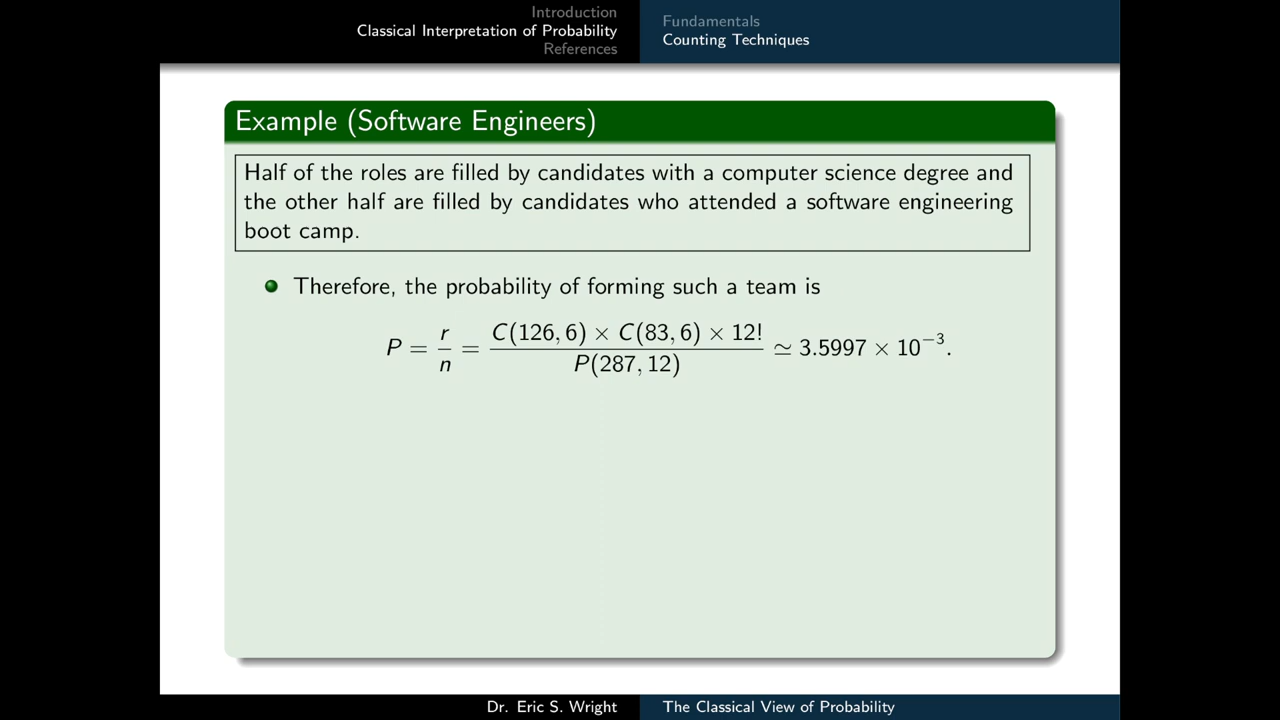 Introduction
Classical Interpretation of Probability
References
Fundamentals
Counting Techniques
Example (Software Engineers)
Half of the roles are filled by candidates with a computer science degree and
the other half are filled by candidates who attended a software engineering
boot camp.
Therefore, the probability of forming such a team is
P = r/n = C(126, 6) × C(83, 6) × 12! / P(287, 12) ≃ 3.5997 × 10⁻³.
Dr. Eric S. Wright
The Classical View of Probability